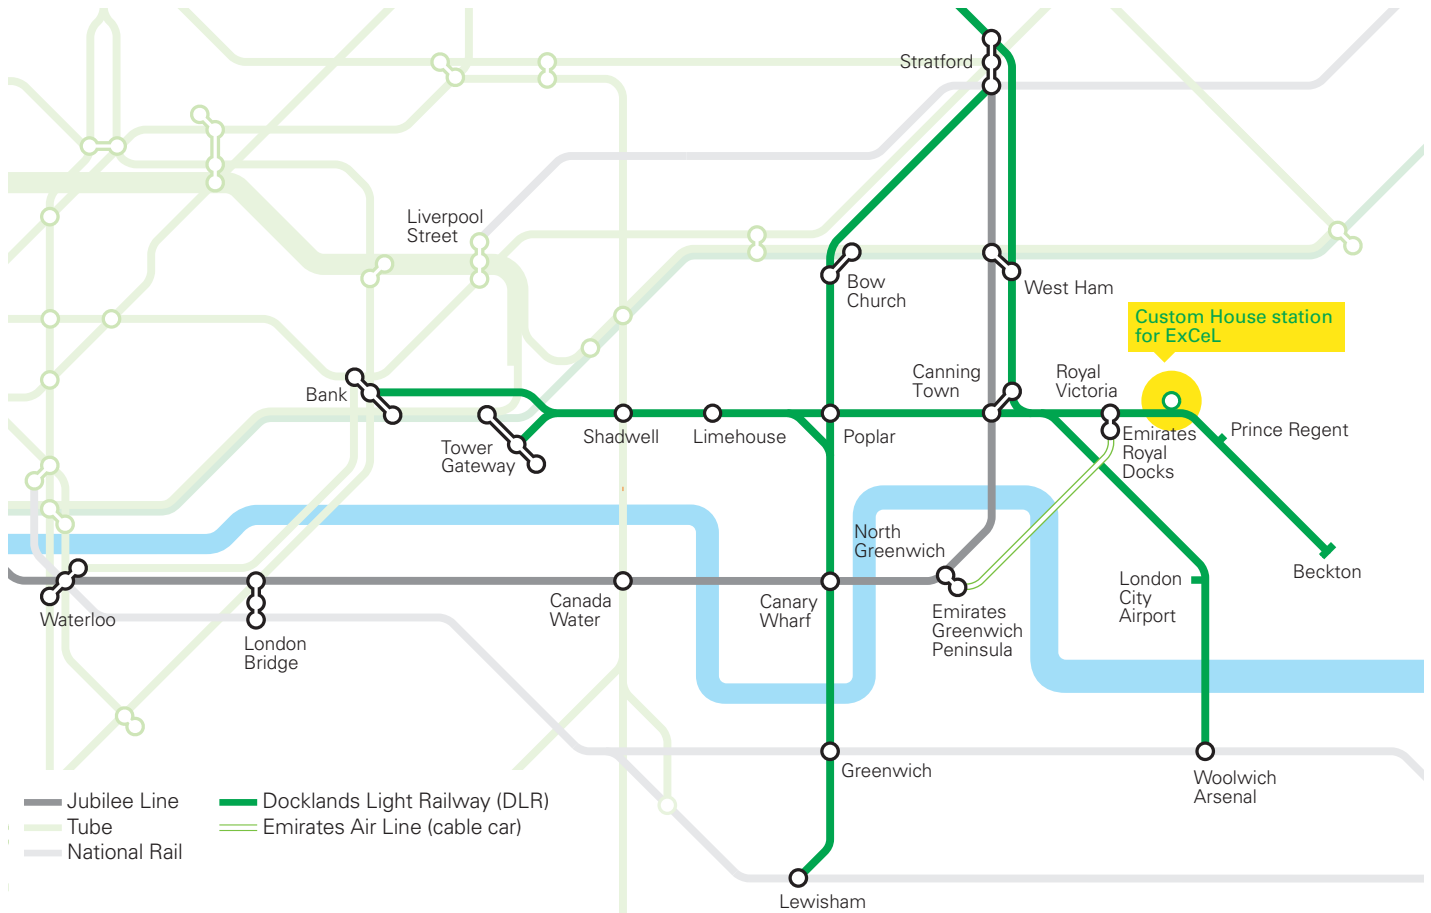 Stratford
Liverpool
Street
Bow
Church
West Ham
Custom House station
for ExCeL
Canning
Town
Royal
Victoria
Bank
Tower
Gateway
Shadwell
Limehouse
Poplar
Emirates
Royal
Docks
Prince Regent
North
Greenwich
Beckton
London
City
Airport
Waterloo
London
Bridge
Canada
Water
Canary
Wharf
Emirates
Greenwich
Peninsula
Greenwich
Woolwich
Arsenal
Lewisham
Jubilee Line
Tube
National Rail
Docklands Light Railway (DLR)
Emirates Air Line (cable car)